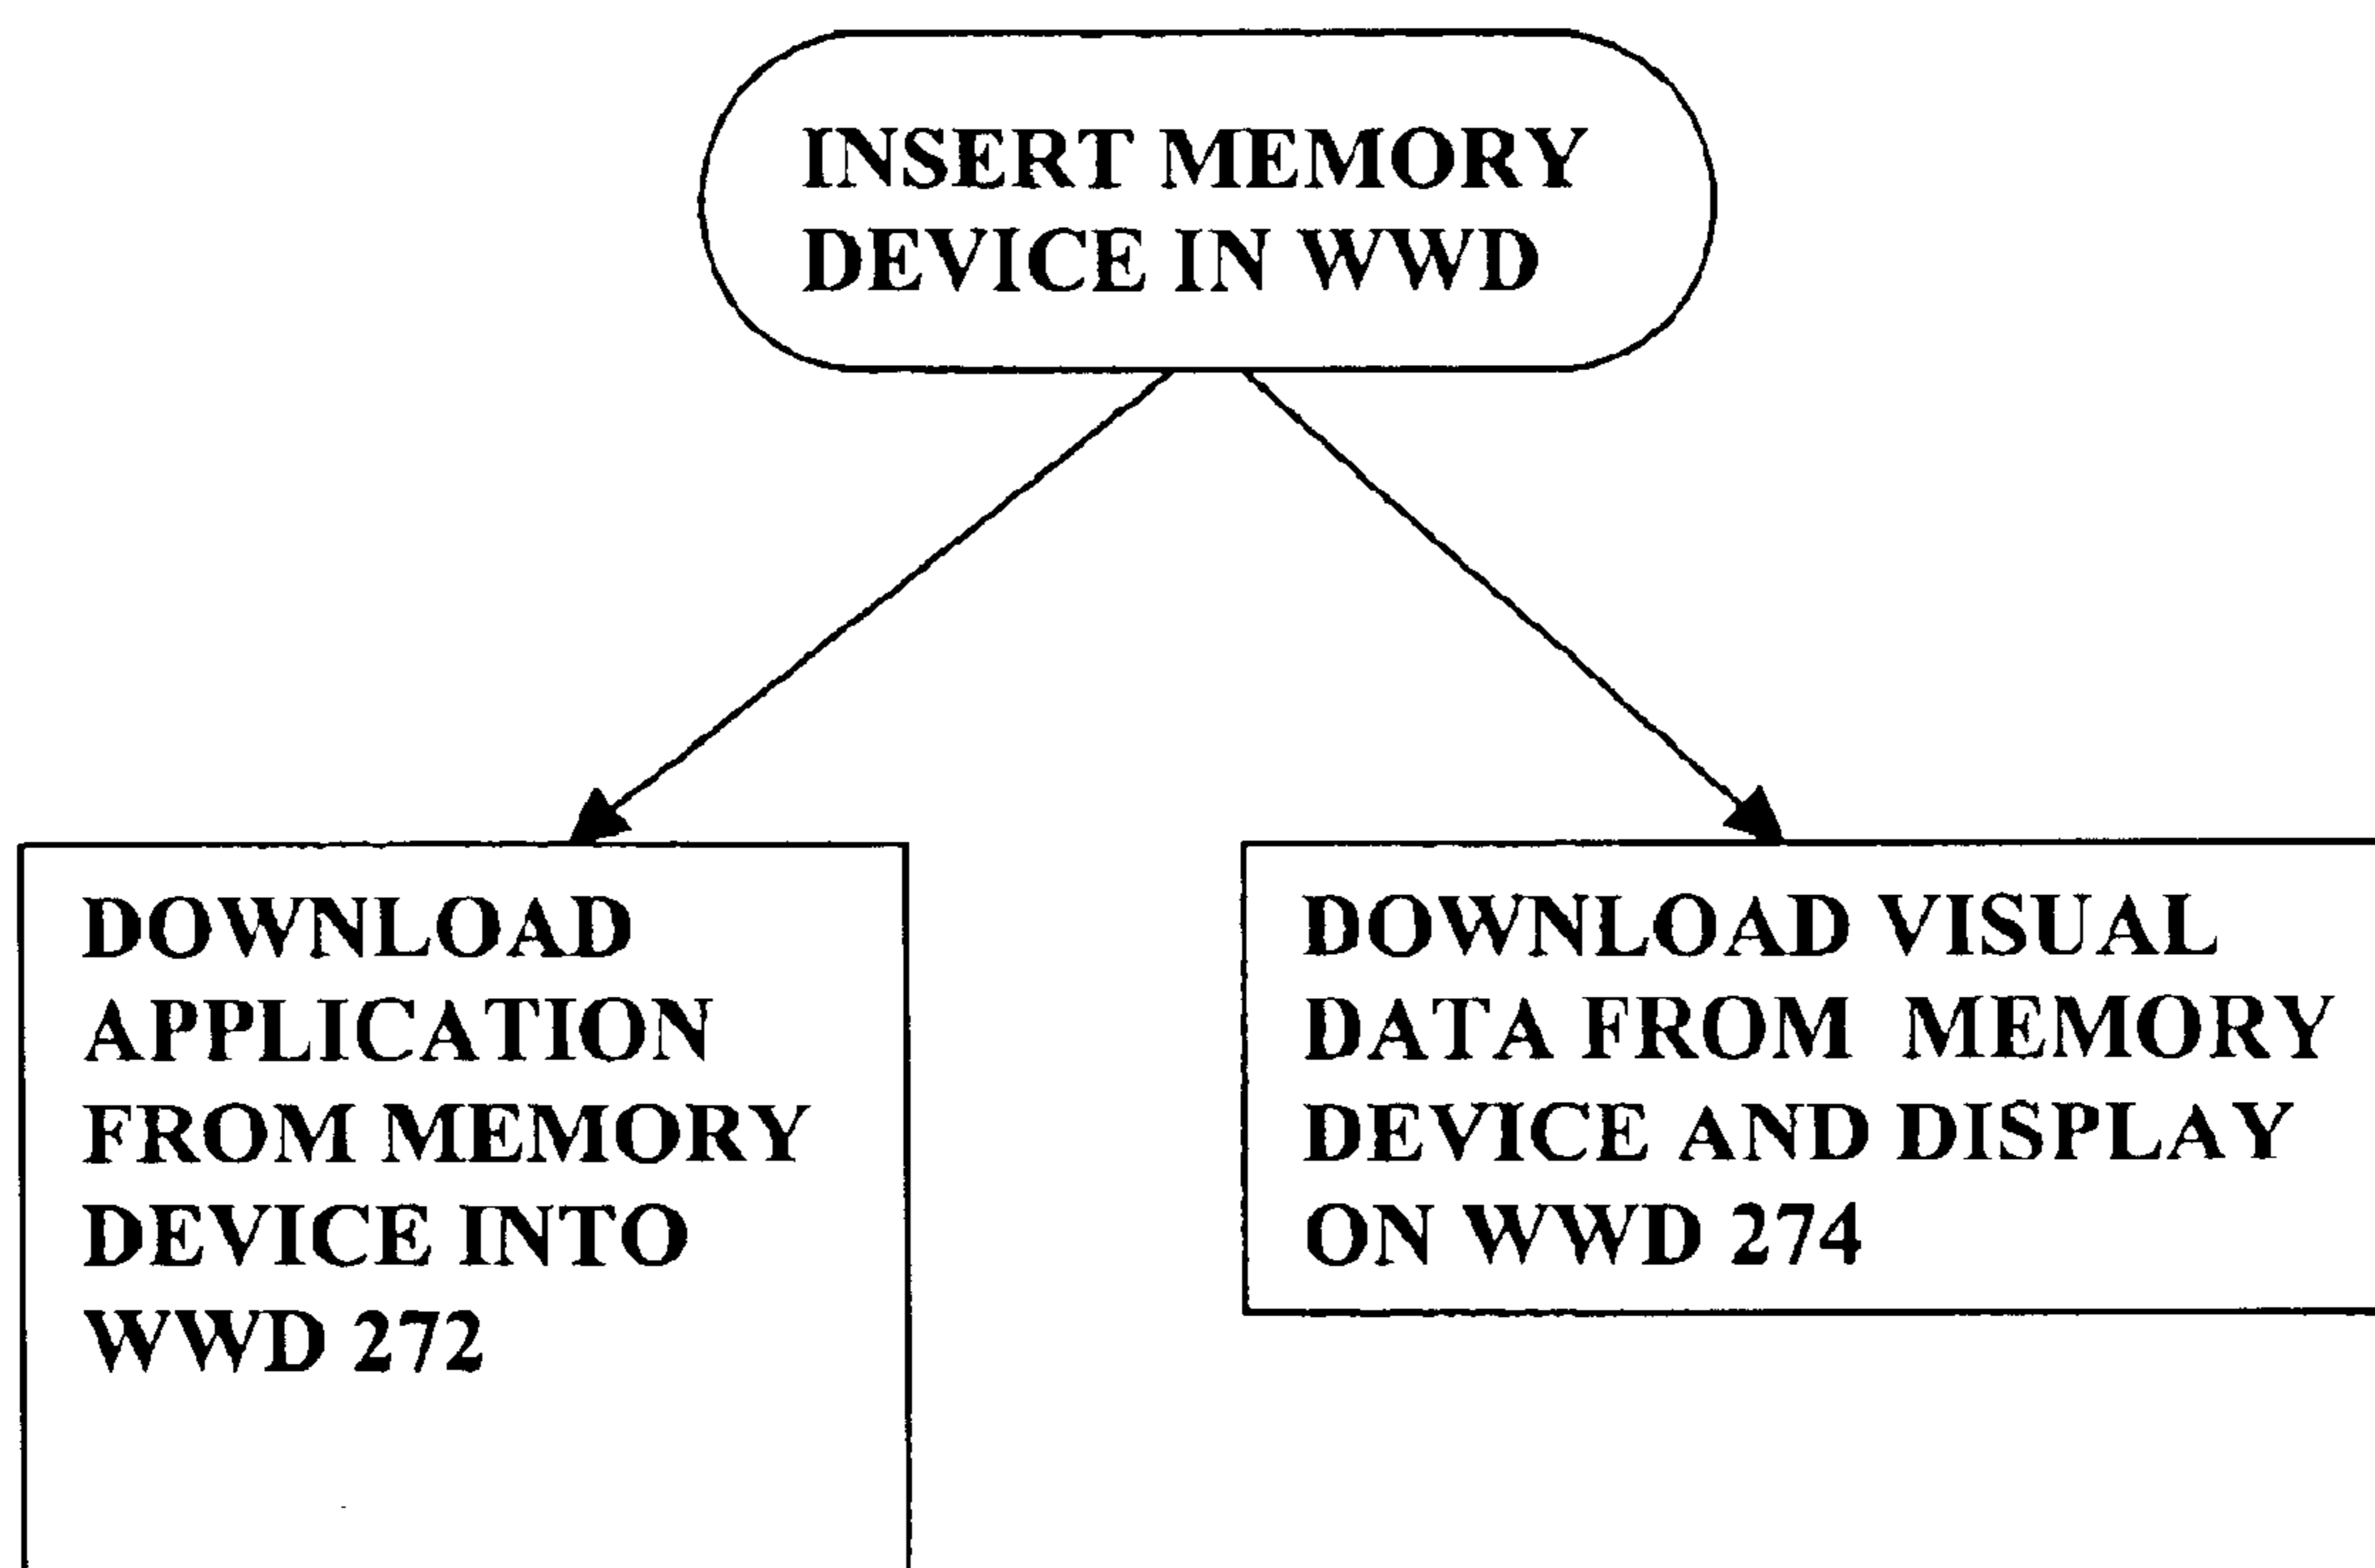 INSERT MEMORY
DEVICE IN WWD
DOWNLOAD
APPLICATION
FROM MEMORY
DEVICE INTO
WWD 272
DOWNLOAD VISUAL
DATA FROM MEMORY
DEVICE AND DISPLAY
ON WWD 274